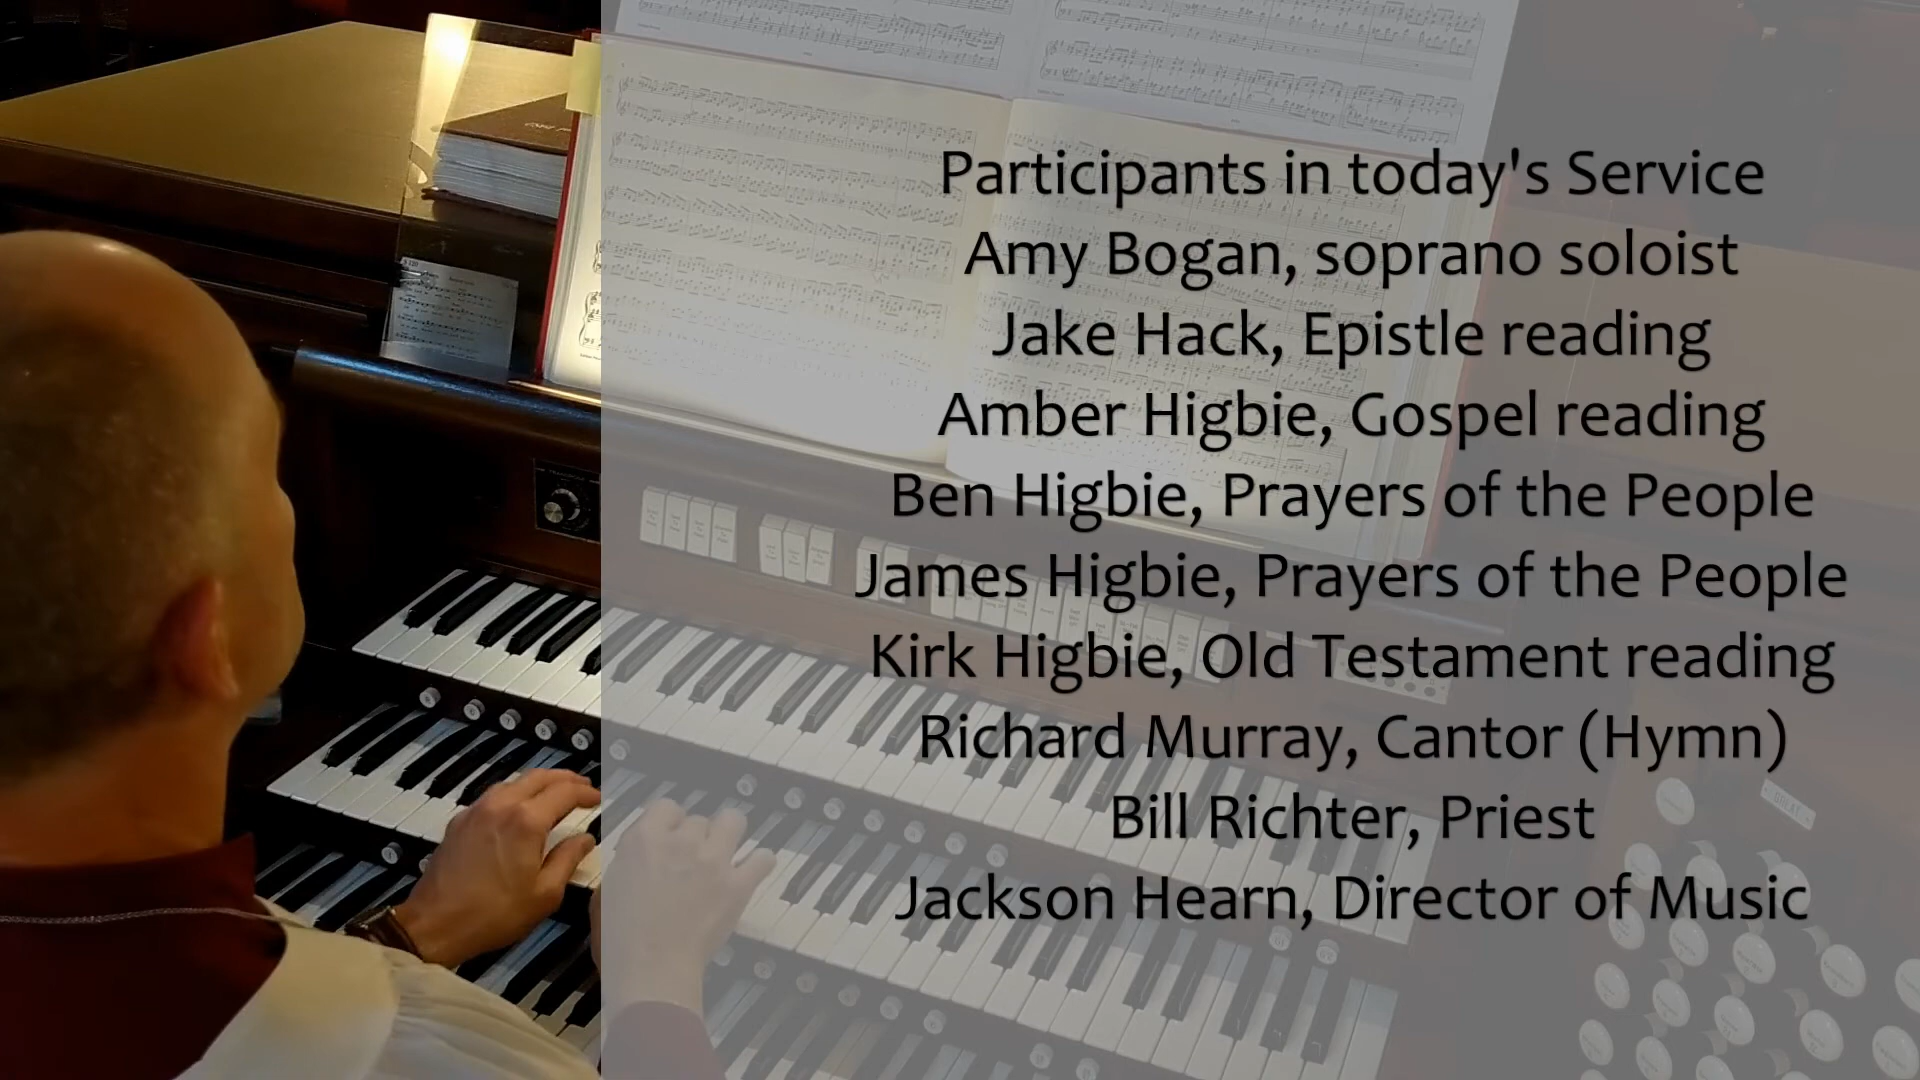 Participants in today's Service
Amy Bogan, soprano soloist
Jake Hack, Epistle reading
Amber Higbie, Gospel reading
Ben Higbie, Prayers of the People
James Higbie, Prayers of the People
Kirk Higbie, Old Testament reading
Richard Murray, Cantor (Hymn)
Bill Richter, Priest
Jackson Hearn, Director of Music
GREAT